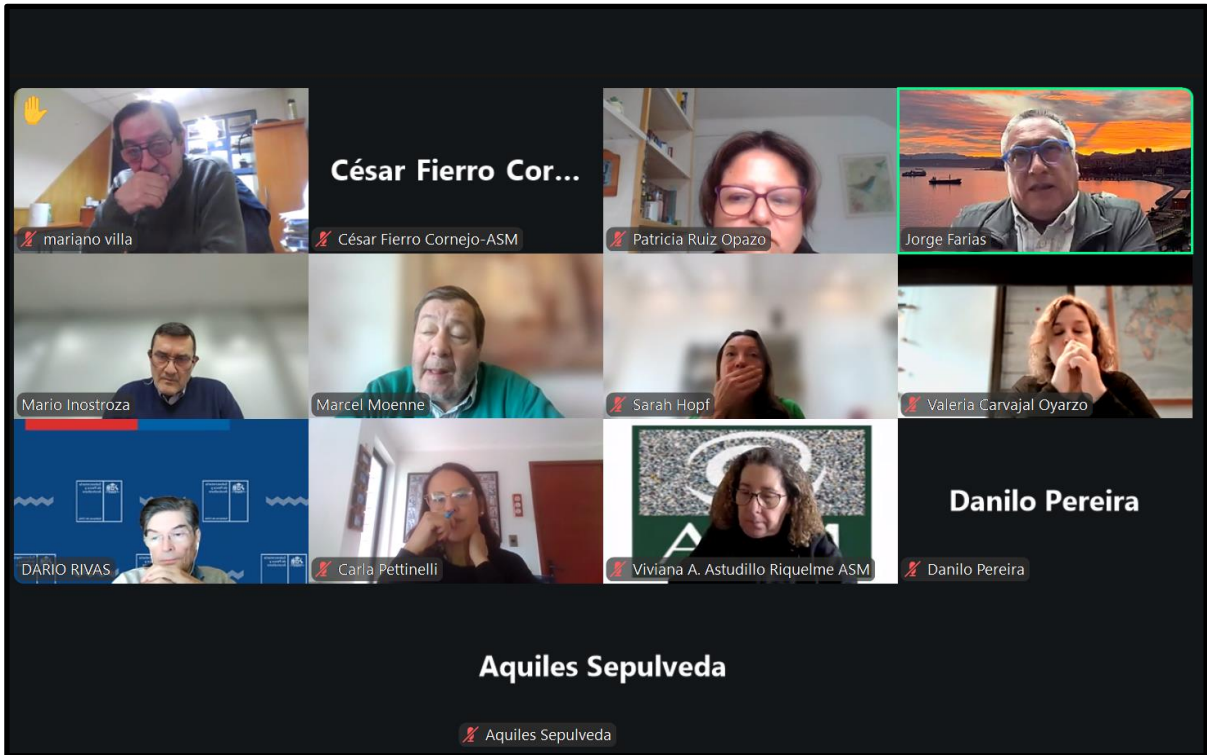 mariano villa
César Fierro Cor...
César Fierro Cornejo-ASM
Patricia Ruiz Opazo
Jorge Farias
Mario Inostroza
Marcel Moenne
Sarah Hopf
Valeria Carvajal Oyarzo
DARIO RIVAS
Carla Pettinelli
Viviana A. Astudillo Riquelme ASM
Danilo Pereira
Danilo Pereira
Aquiles Sepulveda
Aquiles Sepulveda